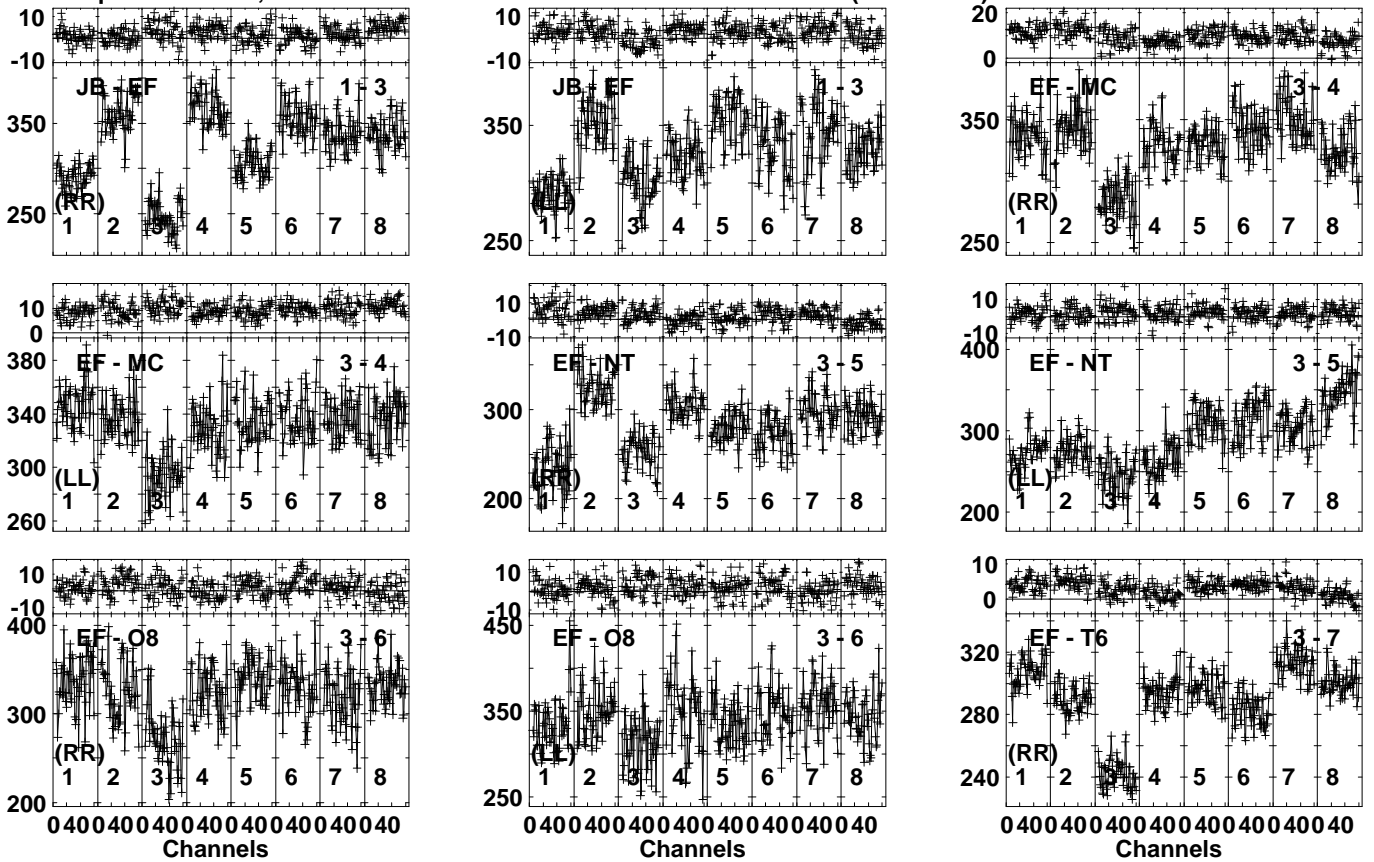 10 10 20
-10 -10 0
JB - EF 1 - 3 JB - EF 1 - 3 EF - MC 3 - 4
350 350 350
(RR) (LL) (RR)
250 250 250
1 2 3 4 5 6 7 8 1 2 3 4 5 6 7 8 1 2 3 4 5 6 7 8
10 10 10
0 -10 -10
EF - MC 3 - 4 EF - NT 3 - 5 EF - NT 3 - 5
380 400
340 300 300
300
(LL) (RR) (LL)
260 200 200
1 2 3 4 5 6 7 8 1 2 3 4 5 6 7 8 1 2 3 4 5 6 7 8
10 10 10
-10 -10 0
400 450
EF - O8 3 - 6 EF - O8 3 - 6 EF - T6 3 - 7
320
300 350 280
(RR) (LL) (RR)
1 2 3 4 5 6 7 8 1 2 3 4 5 6 7 8 1 2 3 4 5 6 7 8
200 250 240
0 40 0 40 0 40 0 40 0 40 0 40 0 40 0 40 0 40 0 40 0 40 0 40 0 40 0 40 0 40 0 40 0 40 0 40 0 40 0 40 0 40 0 40 0 40 0 40
Channels Channels Channels